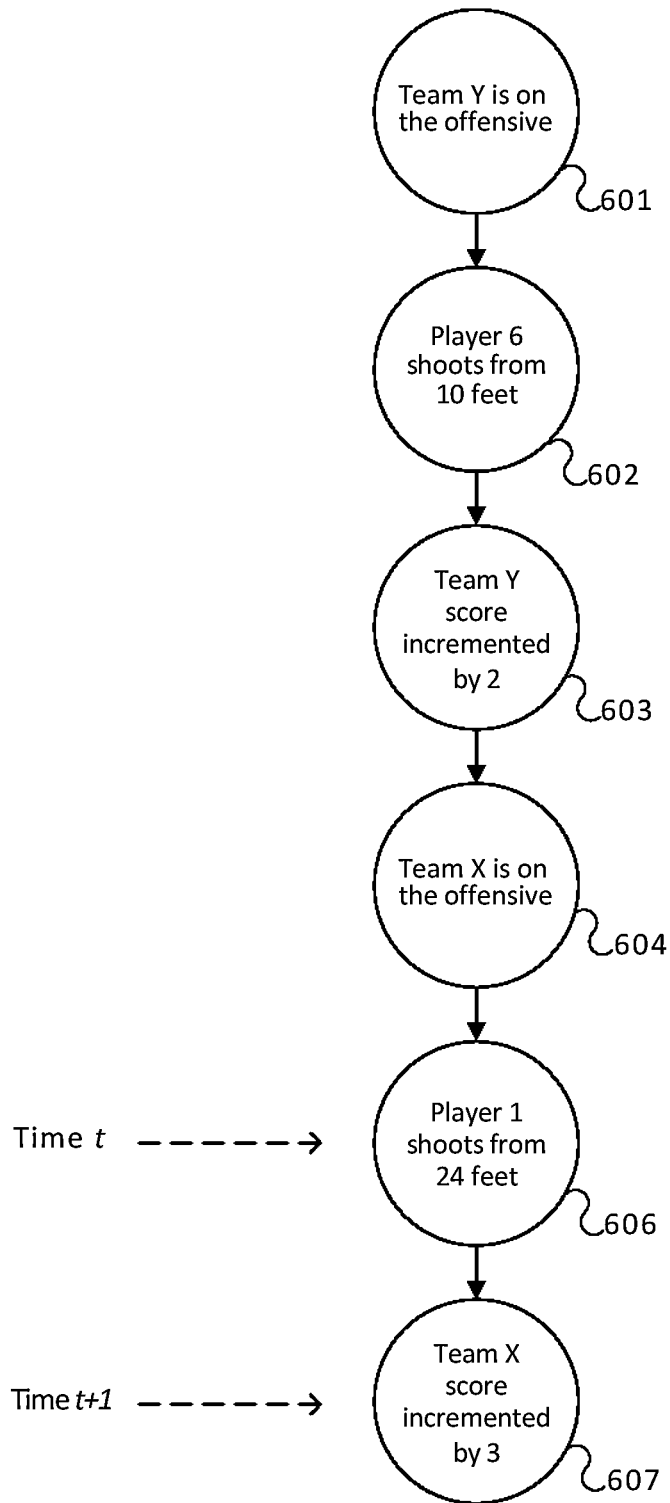 Team Y is on
the offensive
601
Player 6
shoots from
10 feet
602
Team Y
score
incremented
by 2
603
Team X is on
the offensive
604
Time t
Player 1
shoots from
24 feet
606
Time t+1
Team X
score
incremented
by 3
607